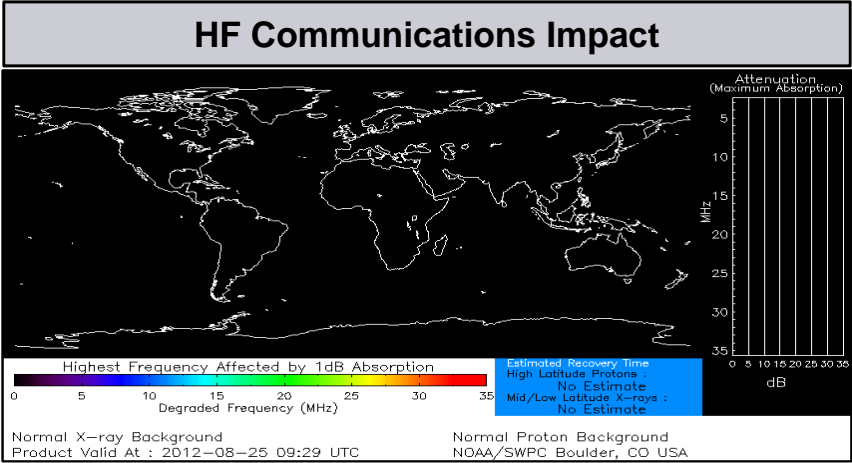 HF Communications Impact
Attenuation
(Maximum Absorption)
5
10
15
20
25
30
35
MHz
0 5 10 15 20 25 30 35
dB
Highest Frequency Affected by 1dB Absorption
0 5 10 15 20 25 30 35
Degraded Frequency (MHz)
Estimated Recovery Time
High Latitude Protons :
No Estimate
Mid/Low Latitude X-rays :
No Estimate
Normal X-ray Background
Product Valid At : 2012-08-25 09:29 UTC
Normal Proton Background
NOAA/SWPC Boulder, CO USA